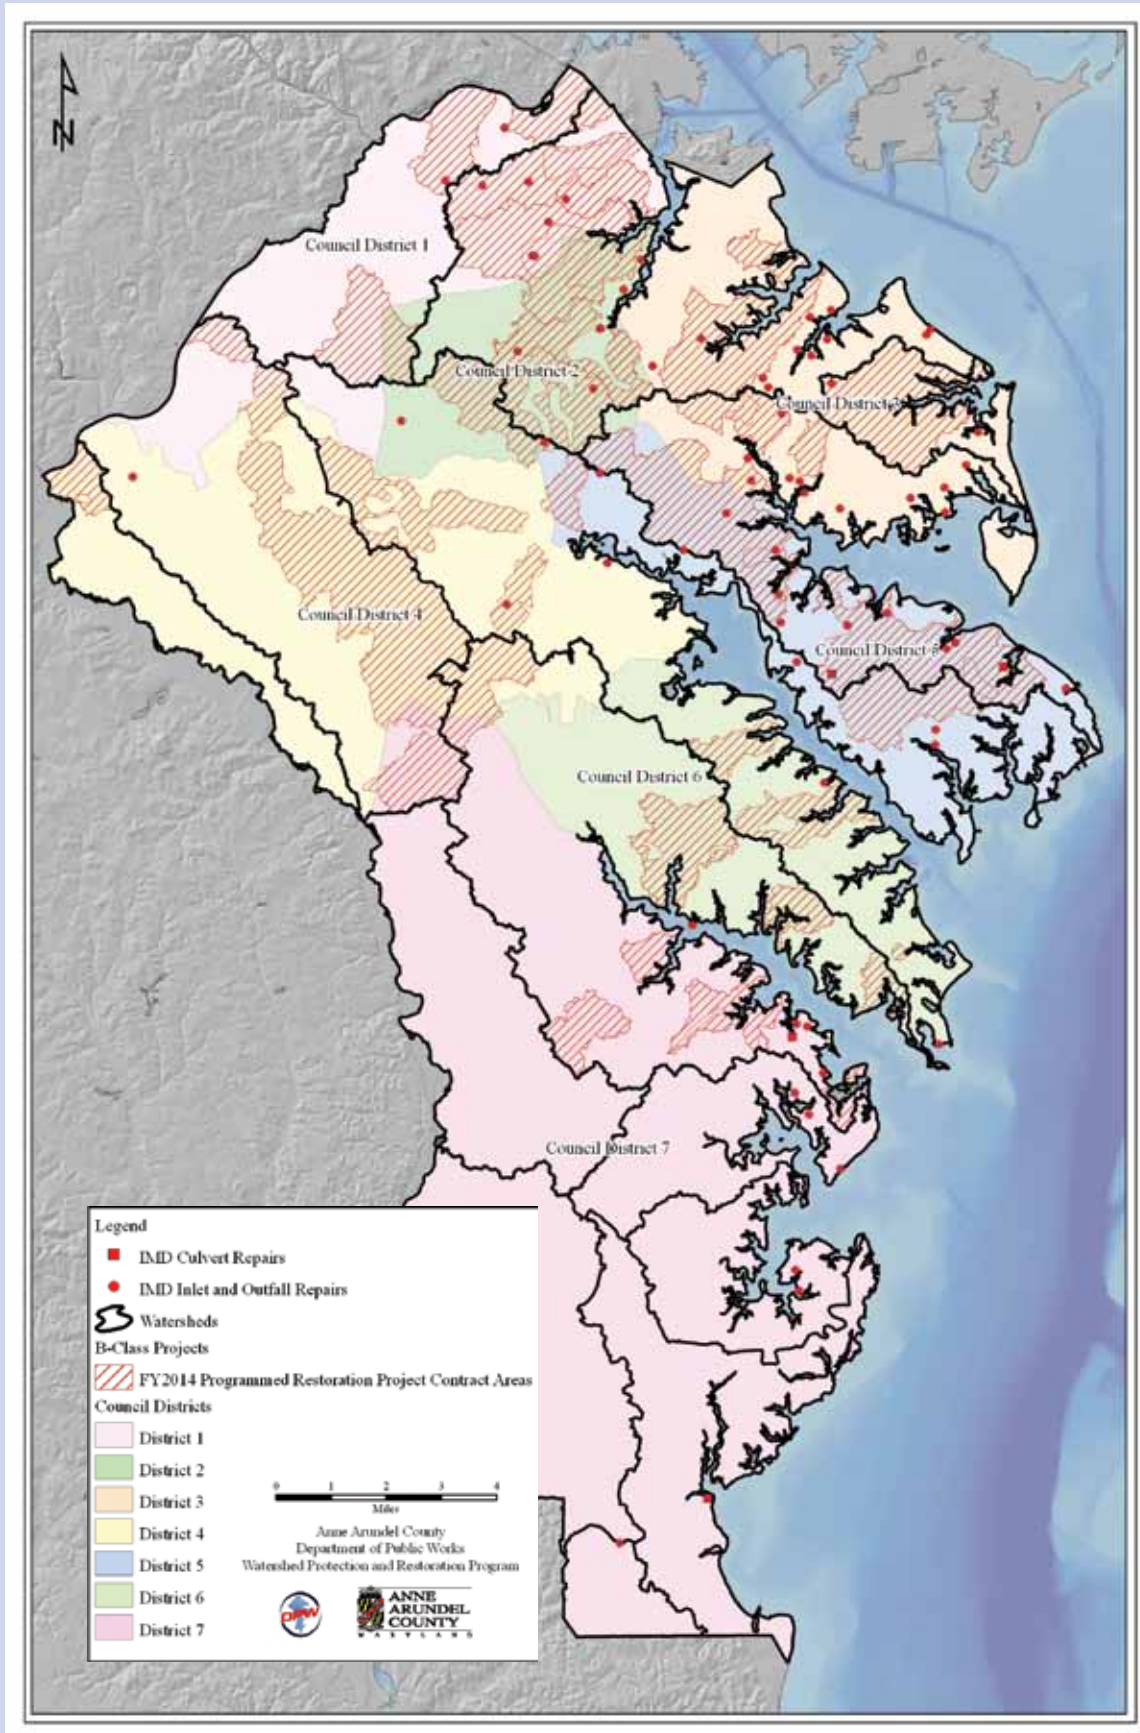 N
Council District 1
Council District 2
Council District 3
Council District 4
Council District 5
Council District 6
Council District 7
Legend
IMD Culvert Repairs
IMD Inlet and Outfall Repairs
Watersheds
B-Class Projects
FY2014 Programmed Restoration Project Contract Areas
Council Districts
District 1
District 2
District 3
District 4
District 5
District 6
District 7
0 1 2 3 4
Miles
Anne Arundel County
Department of Public Works
Watershed Protection and Restoration Program
DPW
ANNE
ARUNDEL
COUNTY
MARYLAND